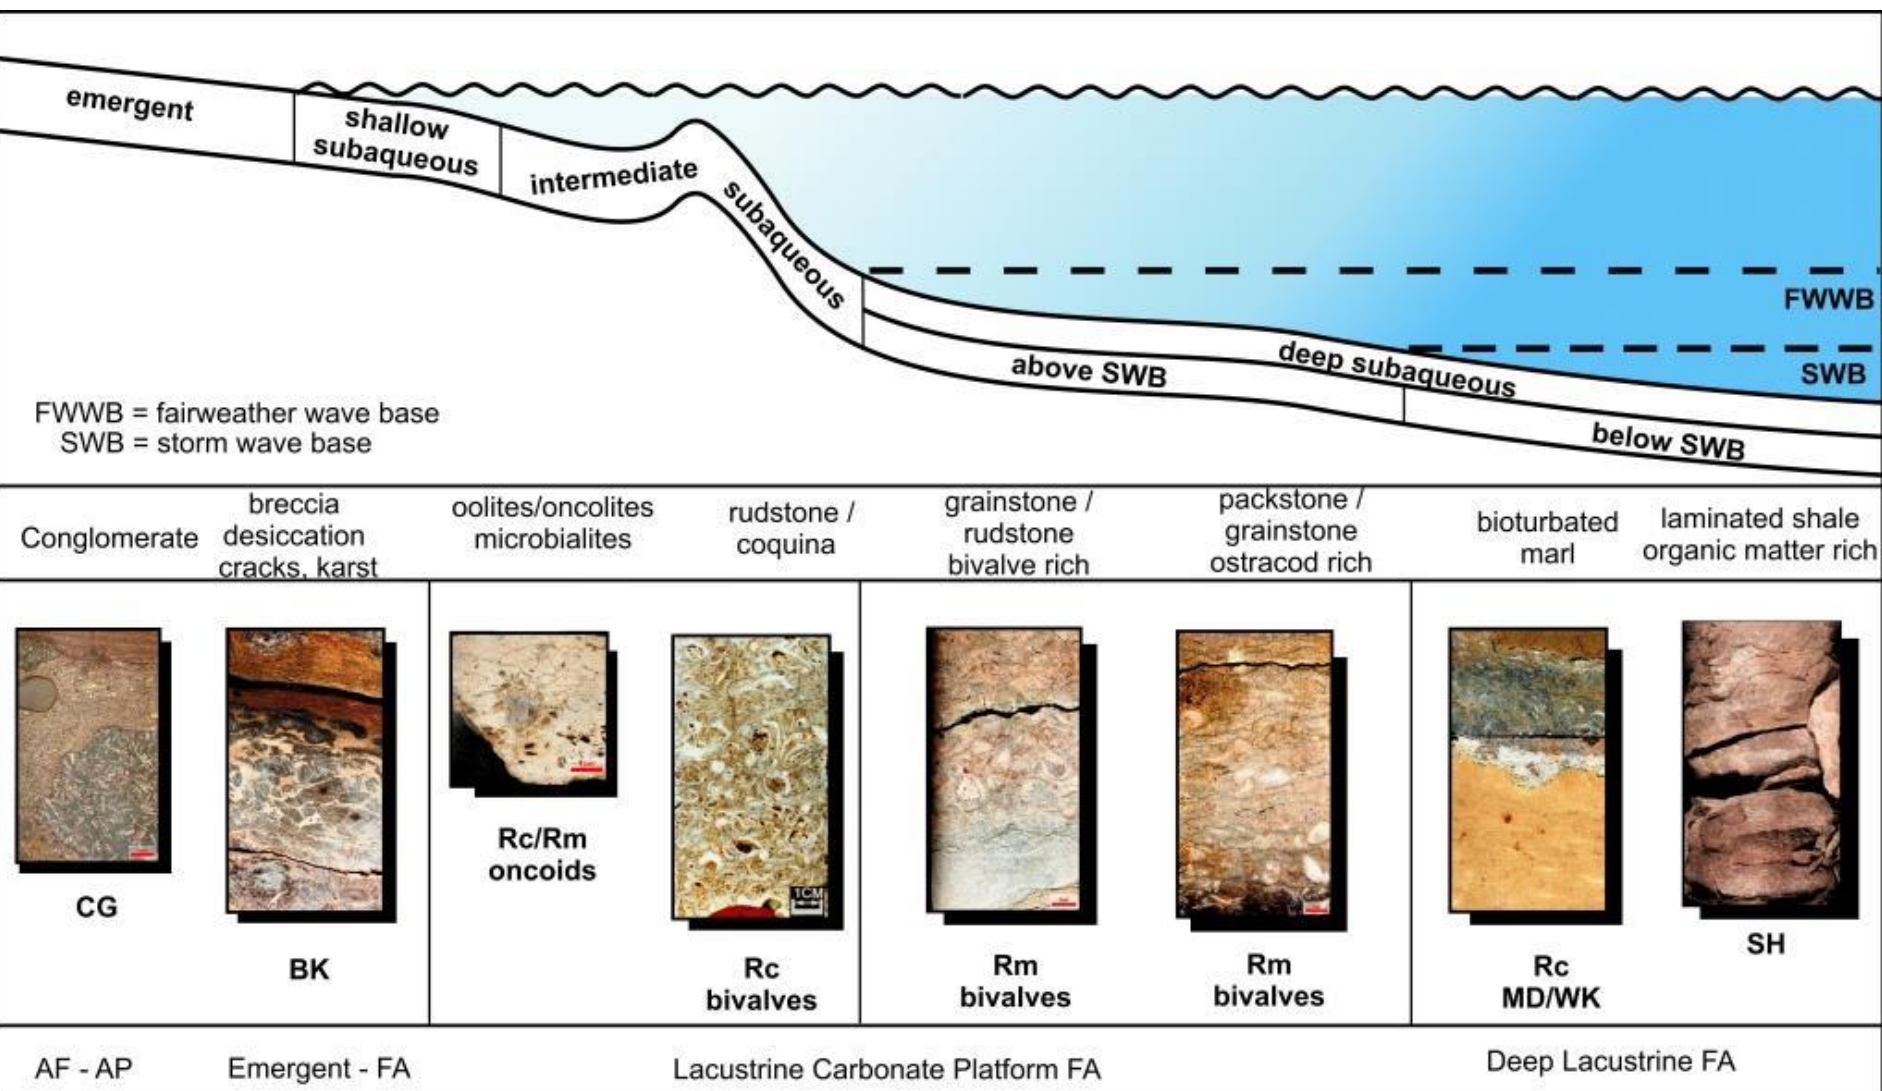 emergent
shallow
subaqueous
intermediate
subaqueous
FWWB
deep subaqueous
above SWB
SWB
below SWB
FWWB = fairweather wave base
SWB = storm wave base
Conglomerate
breccia
desiccation
cracks, karst
oolites/oncolites
microbialites
rudstone /
coquina
grainstone /
rudstone
bivalve rich
packstone /
grainstone
ostracod rich
bioturbated
marl
laminated shale
organic matter rich
CG
BK
Rc/Rm
oncoids
1CM
Rc
bivalves
Rm
bivalves
Rm
bivalves
Rc
MD/WK
SH
AF - AP
Emergent - FA
Lacustrine Carbonate Platform FA
Deep Lacustrine FA